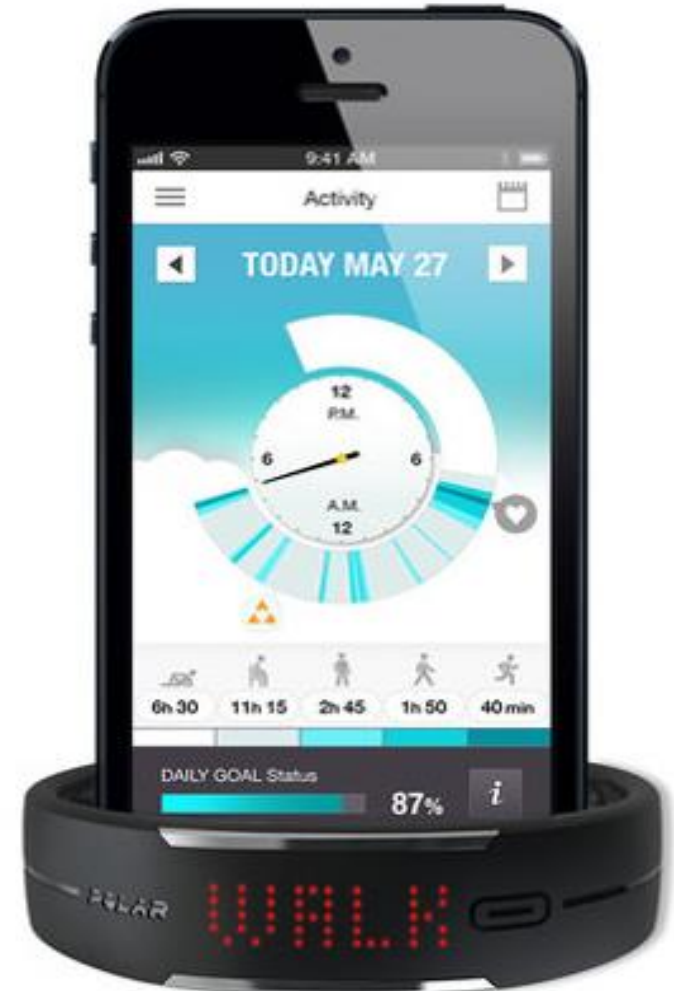 9:41 AM
Activity
TODAY MAY 27
12
P.M.
6 6
A.M.
12
6h 30 11h 15 2h 45 1h 50 40 min
DAILY GOAL Status
87% i
POLAR WALK